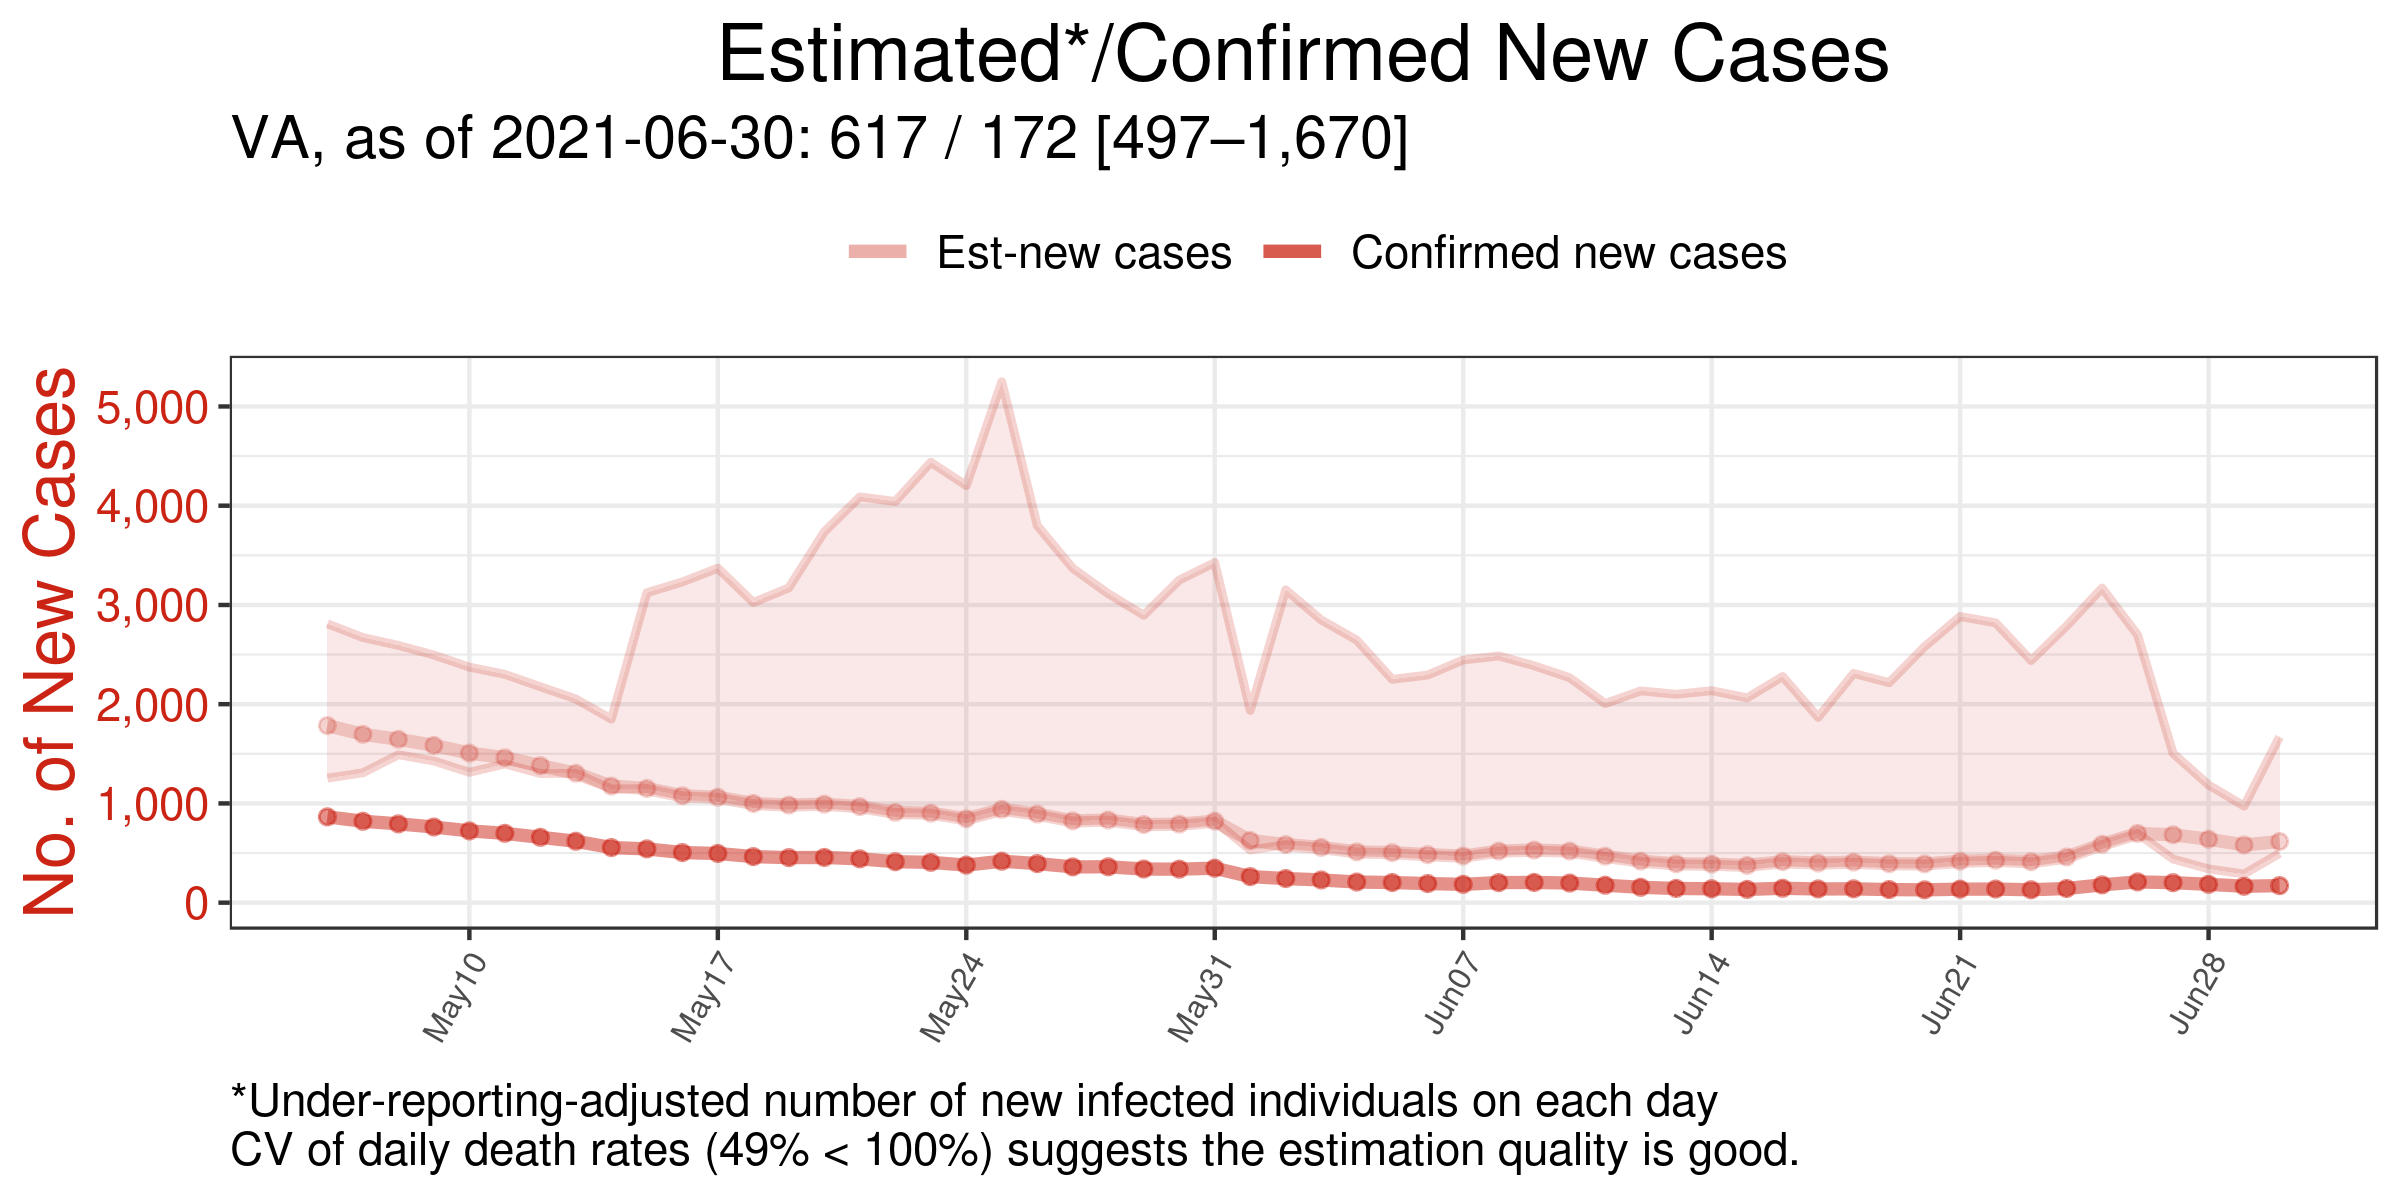 Estimated*/Confirmed New Cases
VA, as of 2021-06-30: 617 / 172 [497–1,670]
Est-new cases
Confirmed new cases
No. of New Cases
5,000
4,000
3,000
2,000
1,000
0
May10
May17
May24
May31
Jun07
Jun14
Jun21
Jun28
*Under-reporting-adjusted number of new infected individuals on each day
CV of daily death rates (49% < 100%) suggests the estimation quality is good.